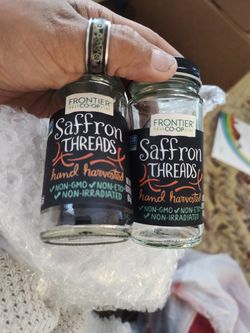 FRONTIER
CO-OP
Saffron
THREADS
hand harvested
NON-GMO NON-ETO
NON-IRRADIATED
FRONTIER
CO-OP
Saffron
THREADS
hand harvested
NON-GMO NON-ETO
NON-IRRADIATED